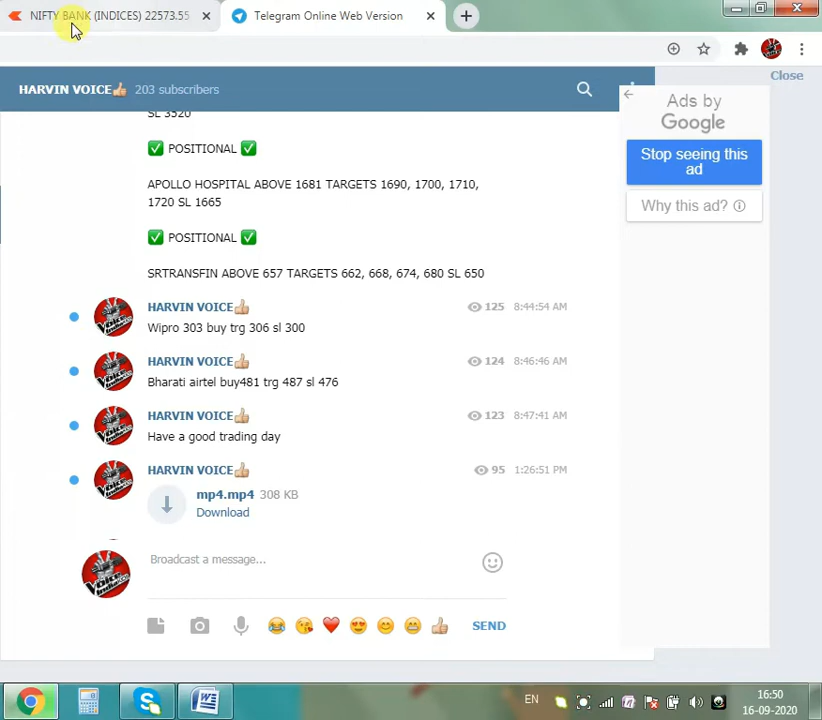 NIFTY BANK (INDICES) 22573.55
Telegram Online Web Version
Close
HARVIN VOICE👍🏼 203 subscribers
SL 3520
✅ POSITIONAL ✅
APOLLO HOSPITAL ABOVE 1681 TARGETS 1690, 1700, 1710,
1720 SL 1665
✅ POSITIONAL ✅
SRTRANSFIN ABOVE 657 TARGETS 662, 668, 674, 680 SL 650
HARVIN VOICE👍🏼 125 8:44:54 AM
Wipro 303 buy trg 306 sl 300
HARVIN VOICE👍🏼 124 8:46:46 AM
Bharati airtel buy481 trg 487 sl 476
HARVIN VOICE👍🏼 123 8:47:41 AM
Have a good trading day
HARVIN VOICE👍🏼 95 1:26:51 PM
mp4.mp4 308 KB
Download
Broadcast a message...
😂 😘 ❤️ 😍 😊 😁 👍🏼 SEND
Ads by
Google
Stop seeing this
ad
Why this ad?
EN
16:50
16-09-2020